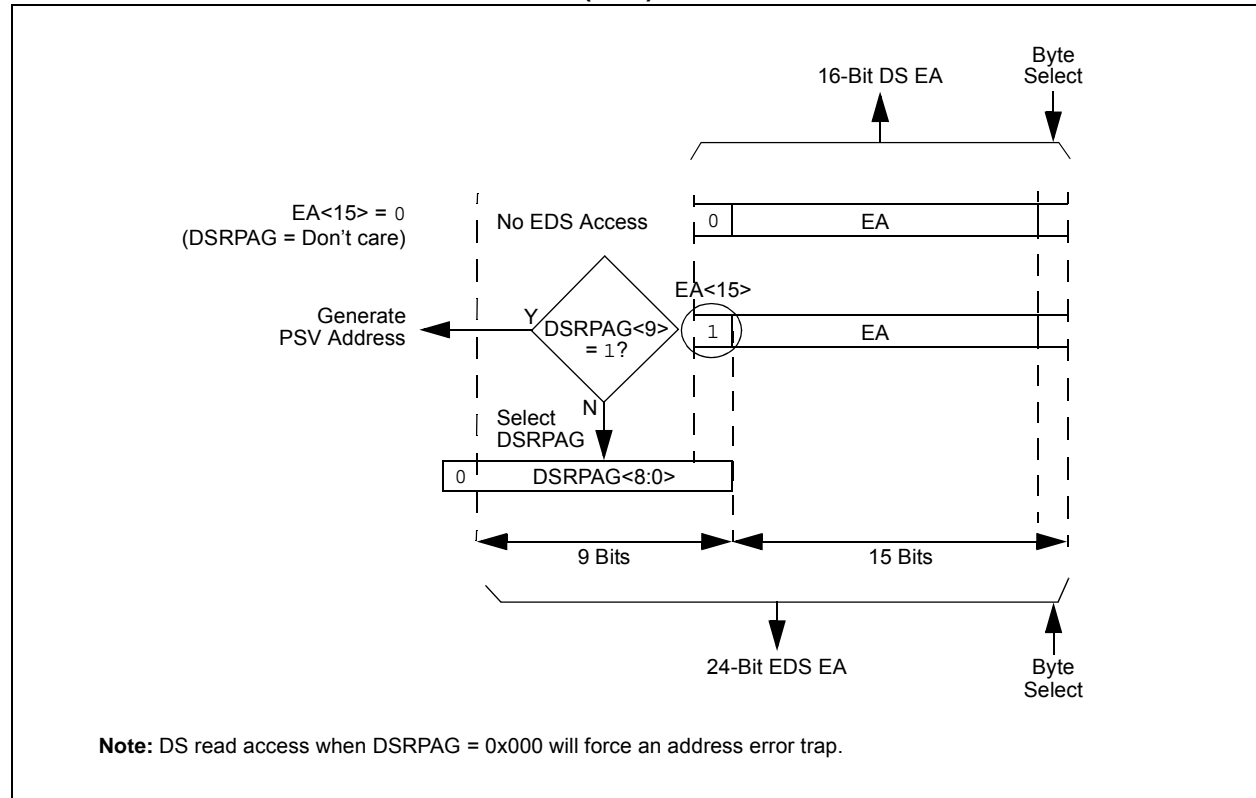 16-Bit DS EA
Byte
Select
EA<15> = 0
(DSRPAG = Don't care)
No EDS Access
0
EA
EA<15>
Generate
PSV Address
Y
DSRPAG<9>
= 1?
1
EA
N
Select
DSRPAG
0
DSRPAG<8:0>
9 Bits
15 Bits
24-Bit EDS EA
Byte
Select
Note: DS read access when DSRPAG = 0x000 will force an address error trap.